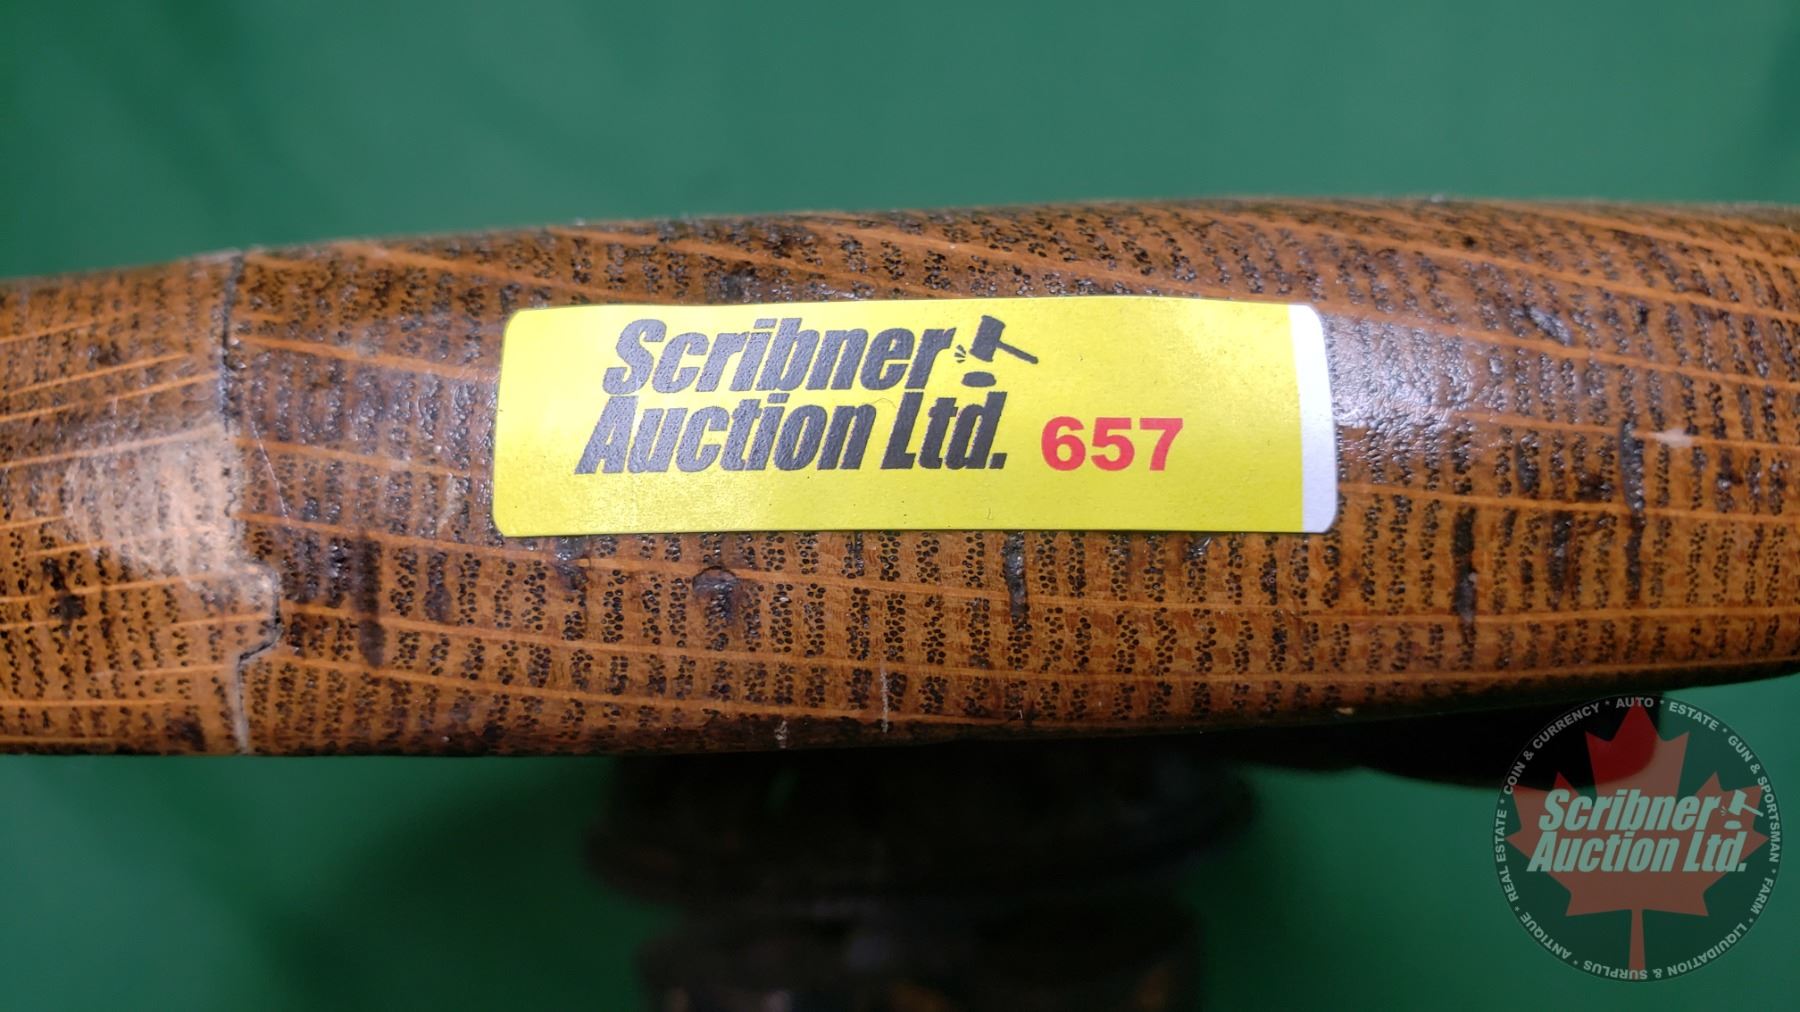 Scribner
Auction Ltd. 657
COIN & CURRENCY * AUTO * ESTATE * GUN & SPORTSMAN * FARM * LIQUIDATION & SURPLUS * ANTIQUE * REAL ESTATE *
Scribner
Auction Ltd.